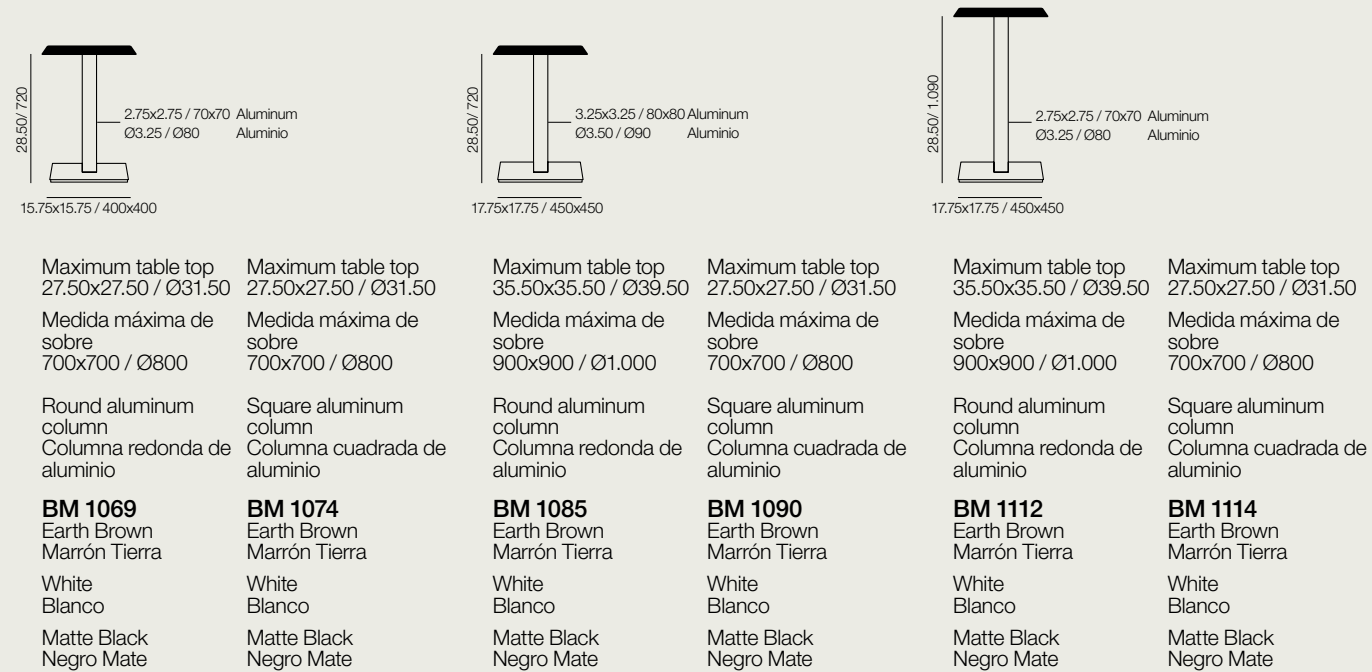 28.50/ 720
2.75x2.75 / 70x70 Aluminum
Ø3.25 / Ø80 Aluminio
15.75x15.75 / 400x400
28.50/ 720
3.25x3.25 / 80x80 Aluminum
Ø3.50 / Ø90 Aluminio
17.75x17.75 / 450x450
28.50/ 1.090
2.75x2.75 / 70x70 Aluminum
Ø3.25 / Ø80 Aluminio
17.75x17.75 / 450x450
Maximum table top
27.50x27.50 / Ø31.50
Medida máxima de
sobre
700x700 / Ø800
Round aluminum
column
Columna redonda de
aluminio
BM 1069
Earth Brown
Marrón Tierra
White
Blanco
Matte Black
Negro Mate
Maximum table top
27.50x27.50 / Ø31.50
Medida máxima de
sobre
700x700 / Ø800
Square aluminum
column
Columna cuadrada de
aluminio
BM 1074
Earth Brown
Marrón Tierra
White
Blanco
Matte Black
Negro Mate
Maximum table top
35.50x35.50 / Ø39.50
Medida máxima de
sobre
900x900 / Ø1.000
Round aluminum
column
Columna redonda de
aluminio
BM 1085
Earth Brown
Marrón Tierra
White
Blanco
Matte Black
Negro Mate
Maximum table top
27.50x27.50 / Ø31.50
Medida máxima de
sobre
700x700 / Ø800
Square aluminum
column
Columna cuadrada de
aluminio
BM 1090
Earth Brown
Marrón Tierra
White
Blanco
Matte Black
Negro Mate
Maximum table top
35.50x35.50 / Ø39.50
Medida máxima de
sobre
900x900 / Ø1.000
Round aluminum
column
Columna redonda de
aluminio
BM 1112
Earth Brown
Marrón Tierra
White
Blanco
Matte Black
Negro Mate
Maximum table top
27.50x27.50 / Ø31.50
Medida máxima de
sobre
700x700 / Ø800
Square aluminum
column
Columna cuadrada de
aluminio
BM 1114
Earth Brown
Marrón Tierra
White
Blanco
Matte Black
Negro Mate